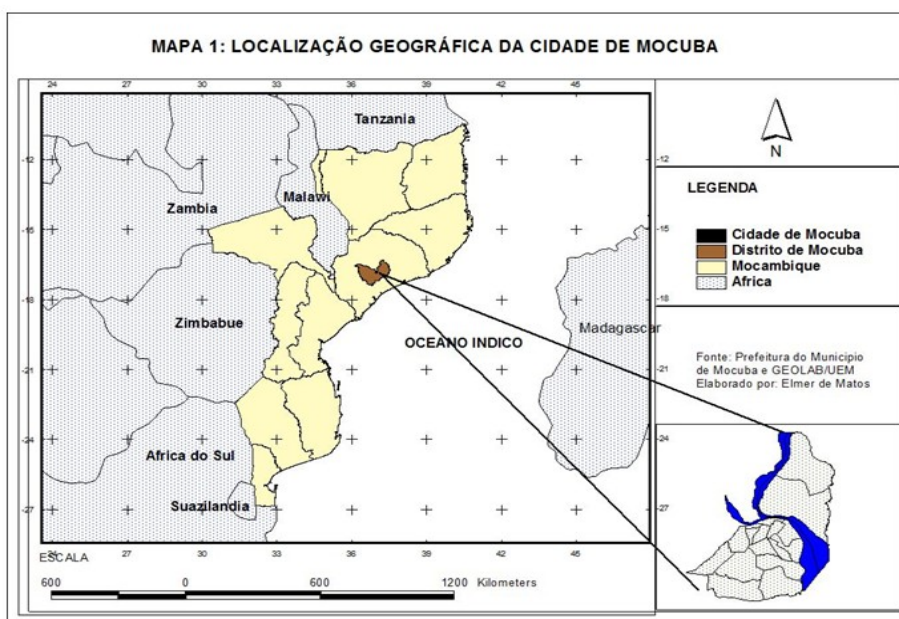 MAPA 1: LOCALIZAÇÃO GEOGRÁFICA DA CIDADE DE MOCUBA
24 27 30 33 36 39 42 45
Tanzania
-12 -12
Malawi
Zambia
-15 -15
-18 -18
Zimbabue
OCEANO INDICO
Madagascar
-21 -21
-24 -24
Africa do Sul
Suazilandia
-27 -27
24 27 30 33 36 39 42 45
ESCALA
600 0 600 1200 Kilometers
N
LEGENDA
Cidade de Mocuba
Distrito de Mocuba
Mocambique
Africa
Fonte: Prefeitura do Municipio
de Mocuba e GEOLAB/UEM
Elaborado por: Elmer de Matos